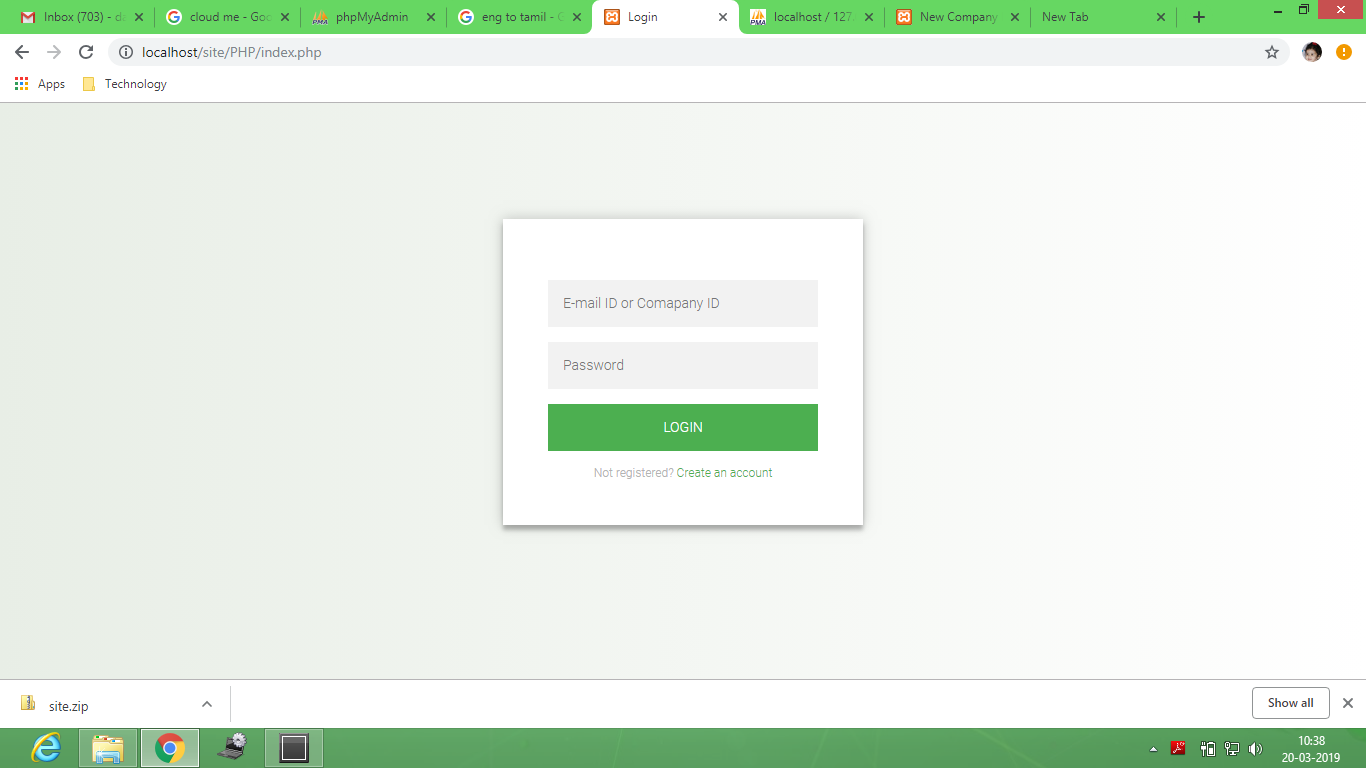 Inbox (703) - da
cloud me - Goo
phpMyAdmin
eng to tamil - G
Login
localhost / 127.
New Company
New Tab
localhost/site/PHP/index.php
Apps
Technology
E-mail ID or Comapany ID
Password
LOGIN
Not registered? Create an account
site.zip
Show all
10:38
20-03-2019